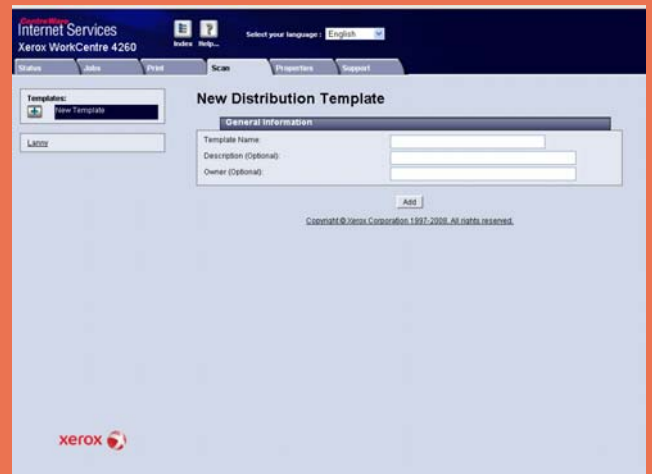 CentreWare
Internet Services
Xerox WorkCentre 4260
Index
Help...
Select your language :
English
Status
Jobs
Print
Scan
Properties
Support
Templates:
New Template
Lanny
New Distribution Template
General Information
Template Name:
Description (Optional):
Owner (Optional):
Add
Copyright © Xerox Corporation 1997-2008. All rights reserved.
xerox